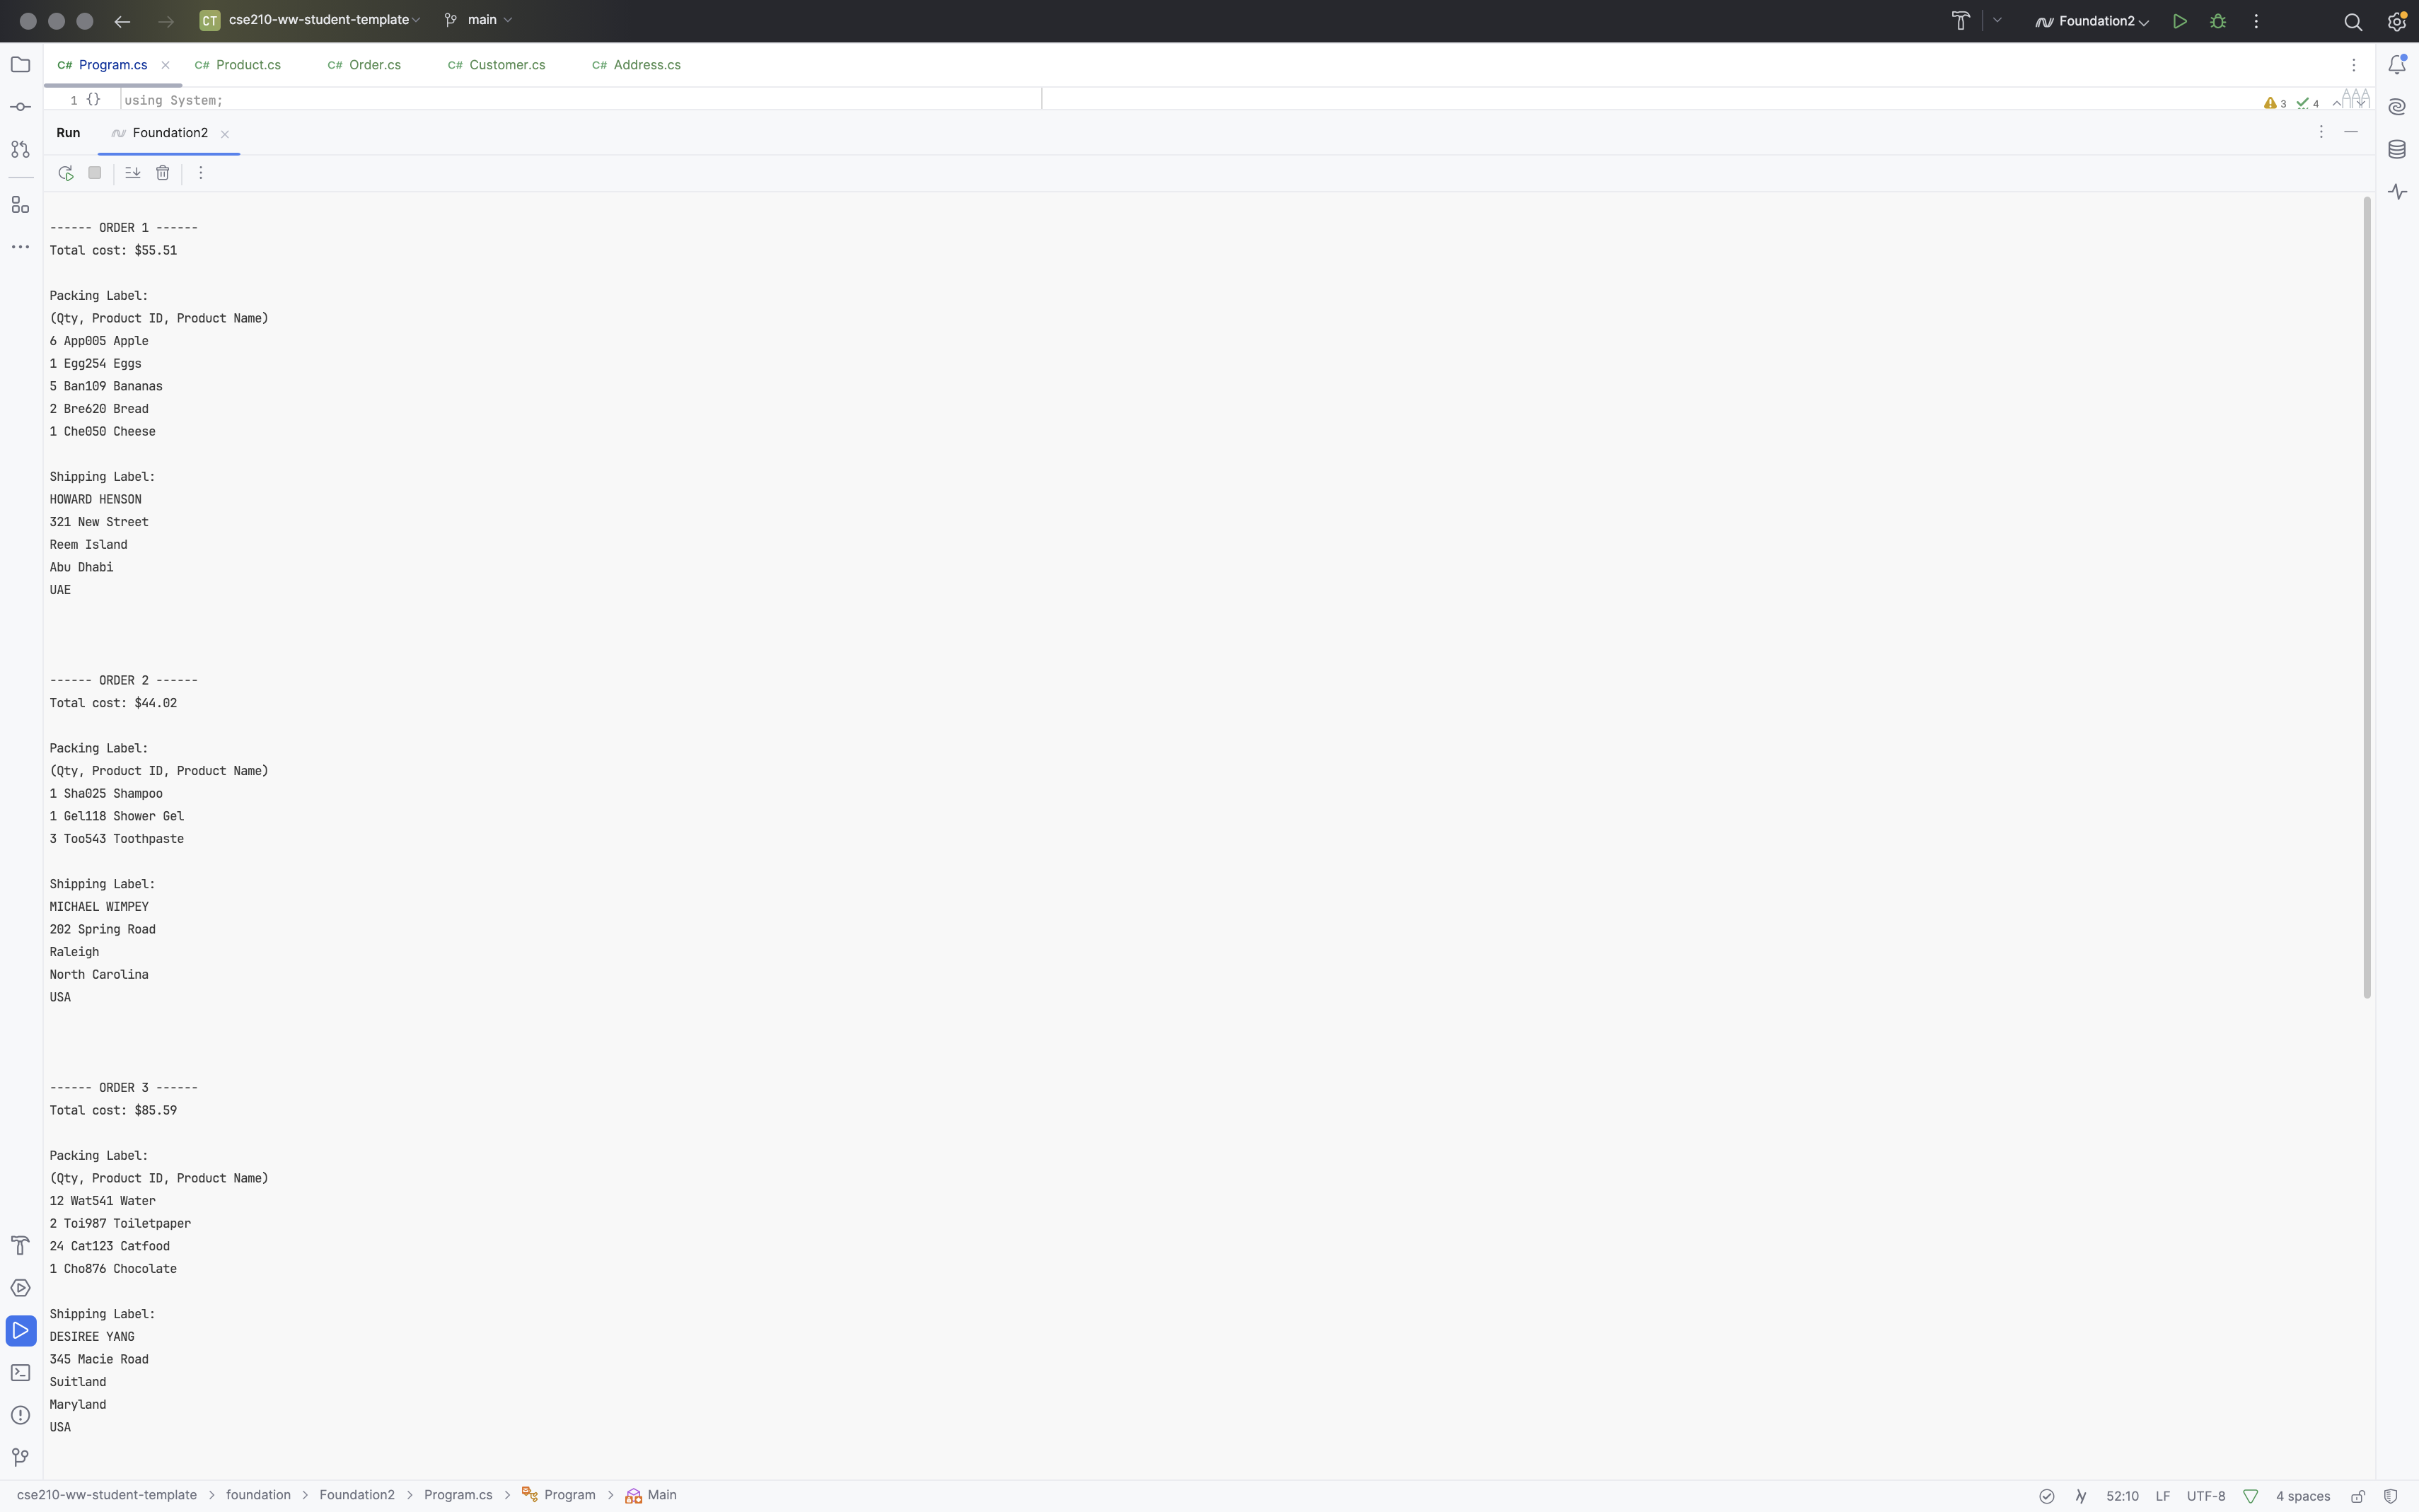 CT cse210-ww-student-template main Foundation2
C# Program.cs C# Product.cs C# Order.cs C# Customer.cs C# Address.cs
1 {} using System; 3 4
Run Foundation2
------ ORDER 1 ------
Total cost: $55.51
Packing Label:
(Qty, Product ID, Product Name)
6 App005 Apple
1 Egg254 Eggs
5 Ban109 Bananas
2 Bre620 Bread
1 Che050 Cheese
Shipping Label:
HOWARD HENSON
321 New Street
Reem Island
Abu Dhabi
UAE
------ ORDER 2 ------
Total cost: $44.02
Packing Label:
(Qty, Product ID, Product Name)
1 Sha025 Shampoo
1 Gel118 Shower Gel
3 Too543 Toothpaste
Shipping Label:
MICHAEL WIMPEY
202 Spring Road
Raleigh
North Carolina
USA
------ ORDER 3 ------
Total cost: $85.59
Packing Label:
(Qty, Product ID, Product Name)
12 Wat541 Water
2 Toi987 Toiletpaper
24 Cat123 Catfood
1 Cho876 Chocolate
Shipping Label:
DESIREE YANG
345 Macie Road
Suitland
Maryland
USA
cse210-ww-student-template > foundation > Foundation2 > Program.cs > Program > Main 52:10 LF UTF-8 4 spaces